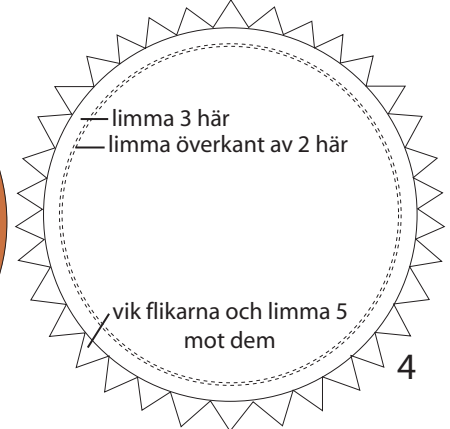 limma 3 här
limma överkant av 2 här
vik flikarna och limma 5
mot dem
4